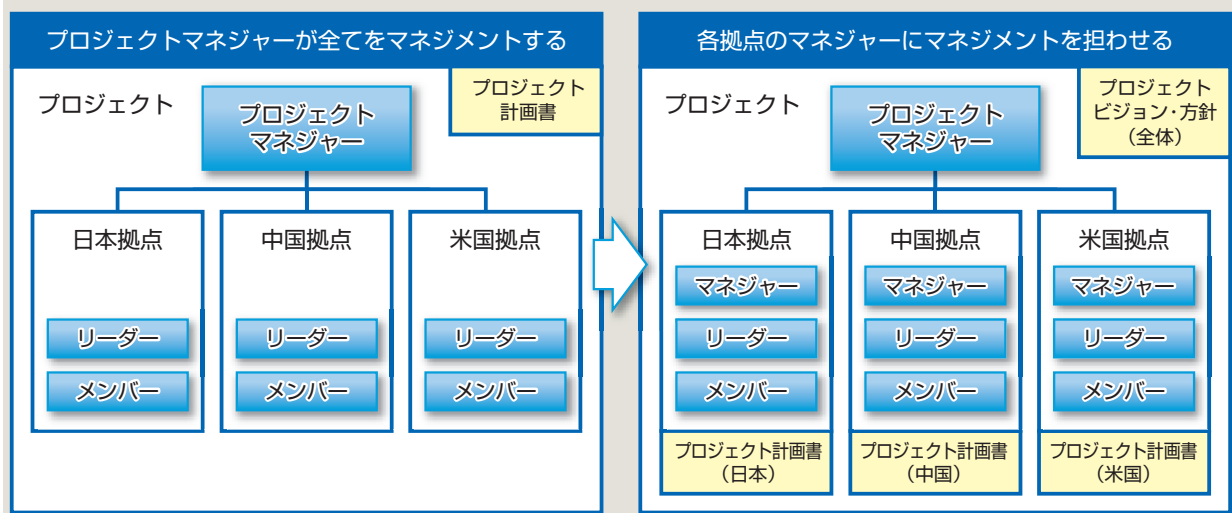 プロジェクトマネジャーが全てをマネジメントする
プロジェクト
プロジェクト
マネジャー
プロジェクト
計画書
日本拠点
リーダー
メンバー
中国拠点
リーダー
メンバー
米国拠点
リーダー
メンバー
各拠点のマネジャーにマネジメントを担わせる
プロジェクト
プロジェクト
マネジャー
プロジェクト
ビジョン・方針
（全体）
日本拠点
マネジャー
リーダー
メンバー
プロジェクト計画書
（日本）
中国拠点
マネジャー
リーダー
メンバー
プロジェクト計画書
（中国）
米国拠点
マネジャー
リーダー
メンバー
プロジェクト計画書
（米国）